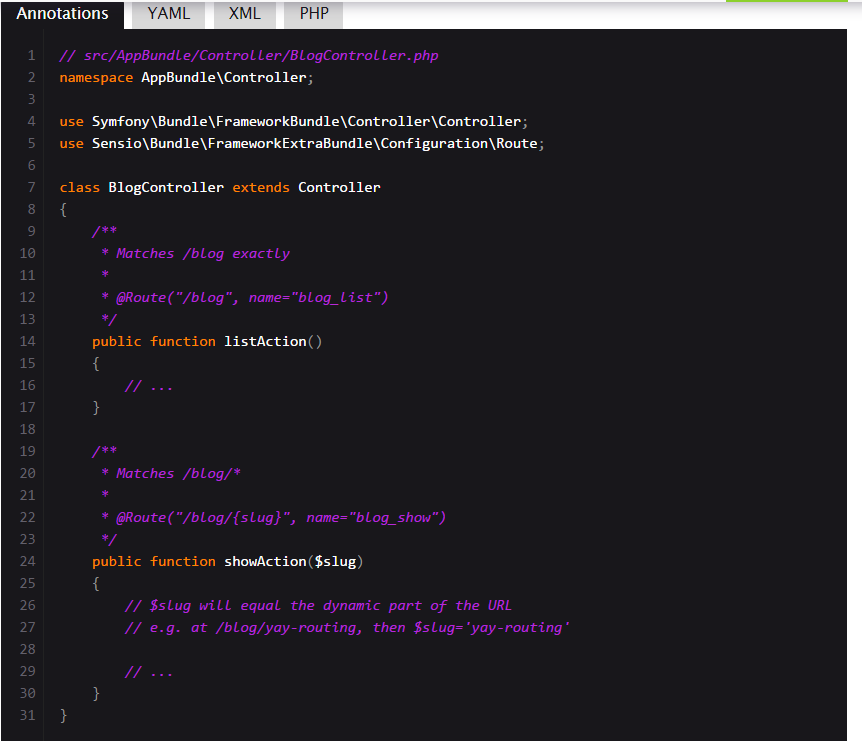 Annotations YAML XML PHP
1 // src/AppBundle/Controller/BlogController.php
2 namespace AppBundle\Controller;
3
4 use Symfony\Bundle\FrameworkBundle\Controller\Controller;
5 use Sensio\Bundle\FrameworkExtraBundle\Configuration\Route;
6
7 class BlogController extends Controller
8 {
9     /**
10      * Matches /blog exactly
11      *
12      * @Route("/blog", name="blog_list")
13      */
14     public function listAction()
15     {
16         // ...
17     }
18
19     /**
20      * Matches /blog/*
21      *
22      * @Route("/blog/{slug}", name="blog_show")
23      */
24     public function showAction($slug)
25     {
26         // $slug will equal the dynamic part of the URL
27         // e.g. at /blog/yay-routing, then $slug='yay-routing'
28
29         // ...
30     }
31 }